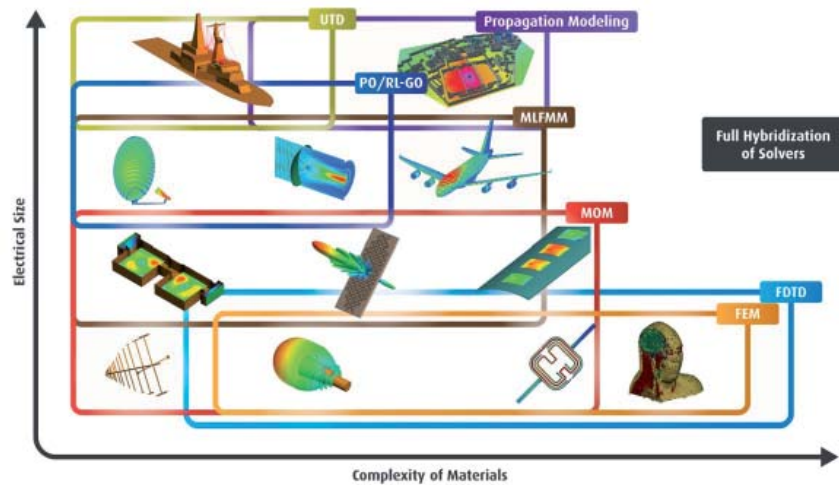 UTD
Propagation Modeling
PO/RL-GO
MLFMM
Full Hybridization
of Solvers
MOM
FDTD
FEM
Electrical Size
Complexity of Materials